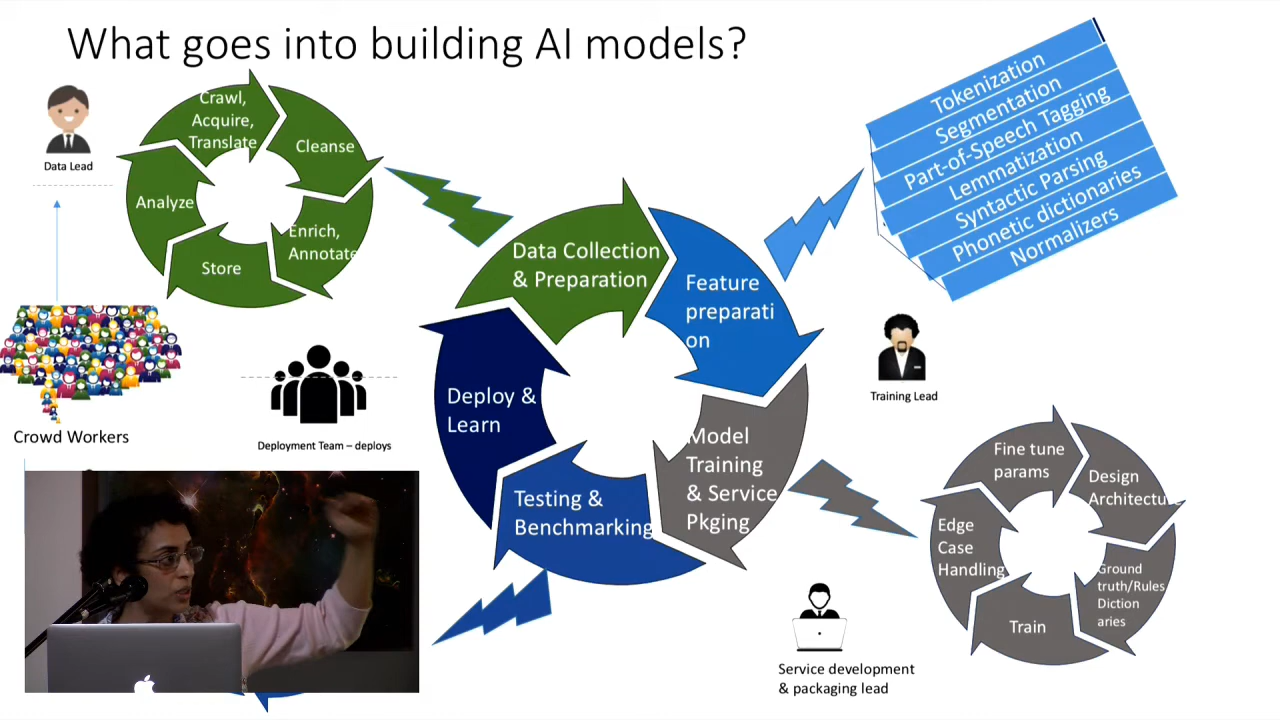 What goes into building AI models?
Data Lead
Crowd Workers
Crawl,
Acquire,
Translate
Cleanse
Enrich,
Annotate
Store
Analyze
Deployment Team – deploys
Data Collection
& Preparation
Feature
preparati
on
Model
Training
& Service
Pkging
Testing &
Benchmarking
Deploy &
Learn
Tokenization
Segmentation
Part-of-Speech Tagging
Lemmatization
Syntactic Parsing
Phonetic dictionaries
Normalizers
Training Lead
Fine tune
params
Design
Architecture
Ground
truth/Rules
Diction
aries
Train
Edge
Case
Handling
Service development
& packaging lead